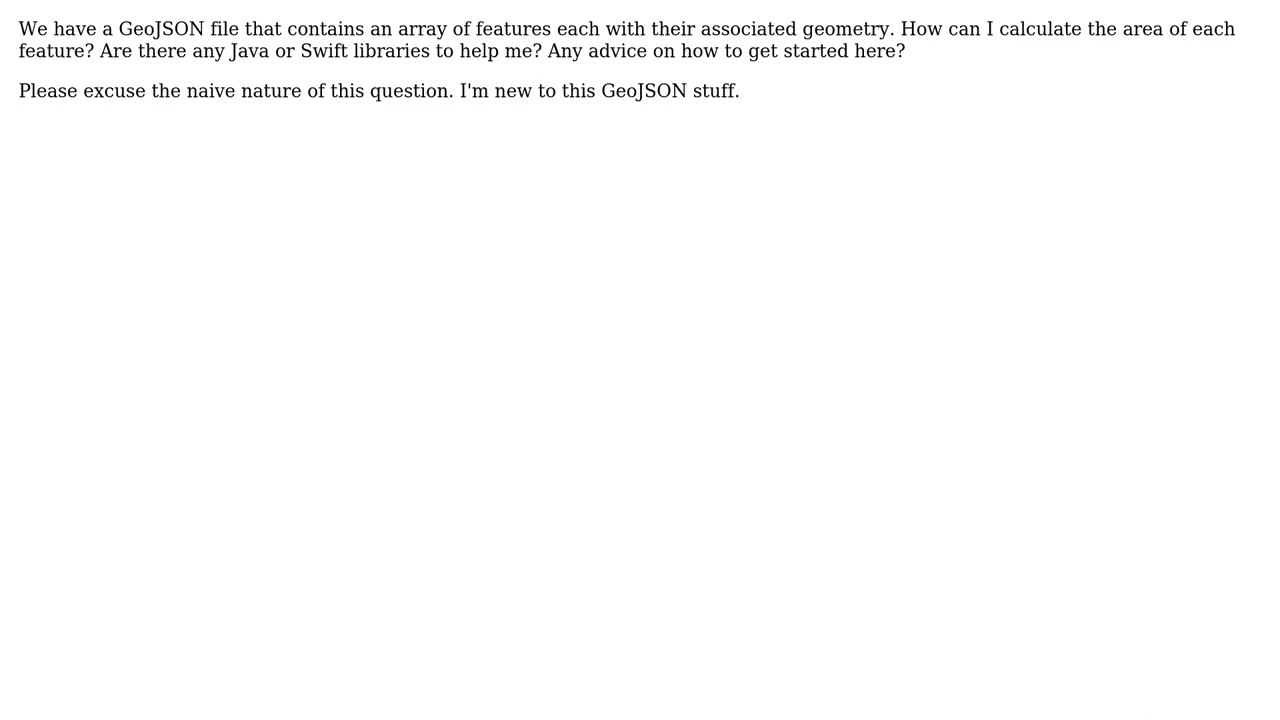 We have a GeoJSON file that contains an array of features each with their associated geometry. How can I calculate the area of each
feature? Are there any Java or Swift libraries to help me? Any advice on how to get started here?
Please excuse the naive nature of this question. I'm new to this GeoJSON stuff.